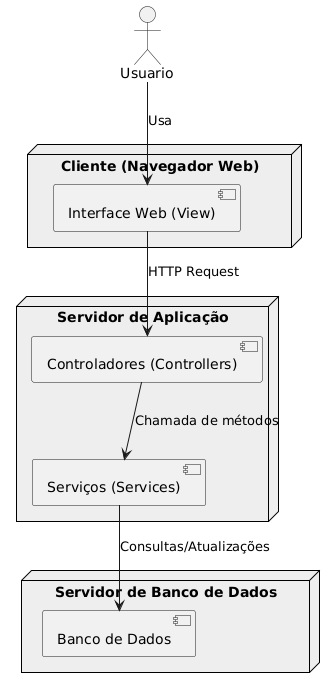 Usuario
Usa
Cliente (Navegador Web)
Interface Web (View)
HTTP Request
Servidor de Aplicação
Controladores (Controllers)
Chamada de métodos
Serviços (Services)
Consultas/Atualizações
Servidor de Banco de Dados
Banco de Dados